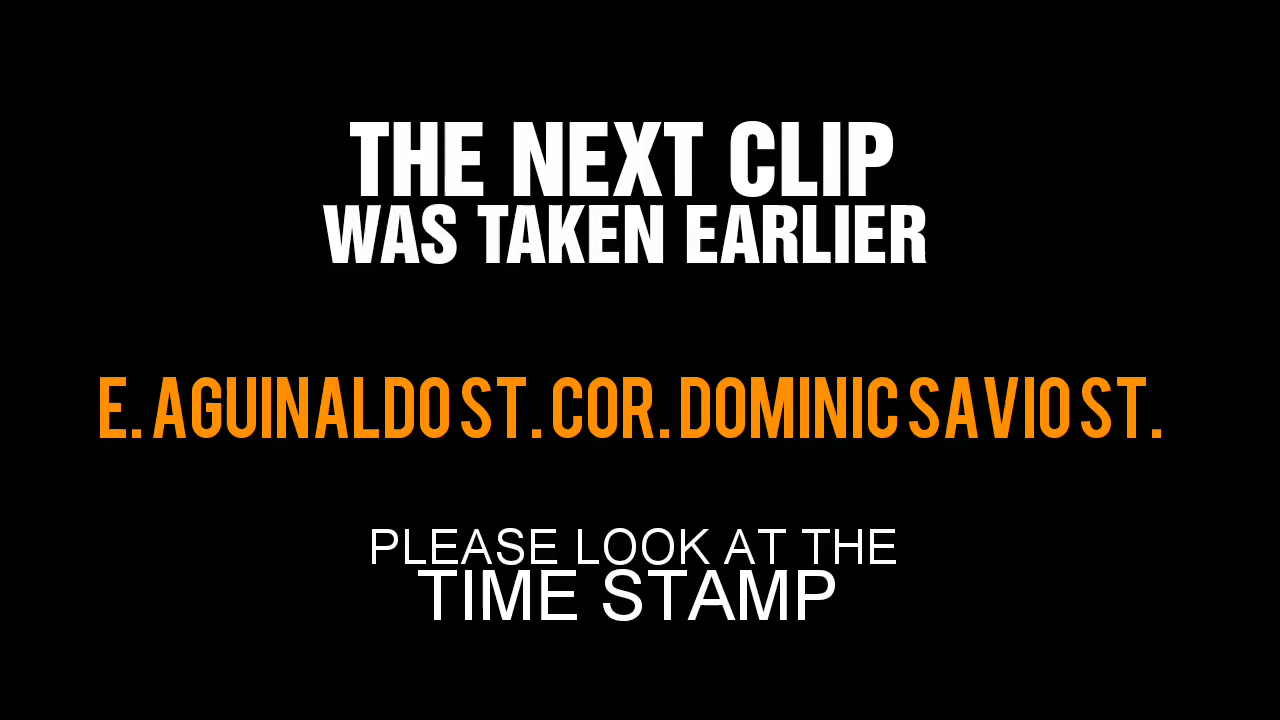 THE NEXT CLIP
WAS TAKEN EARLIER
E. AGUINALDO ST. COR. DOMINIC SAVIO ST.
PLEASE LOOK AT THE
TIME STAMP